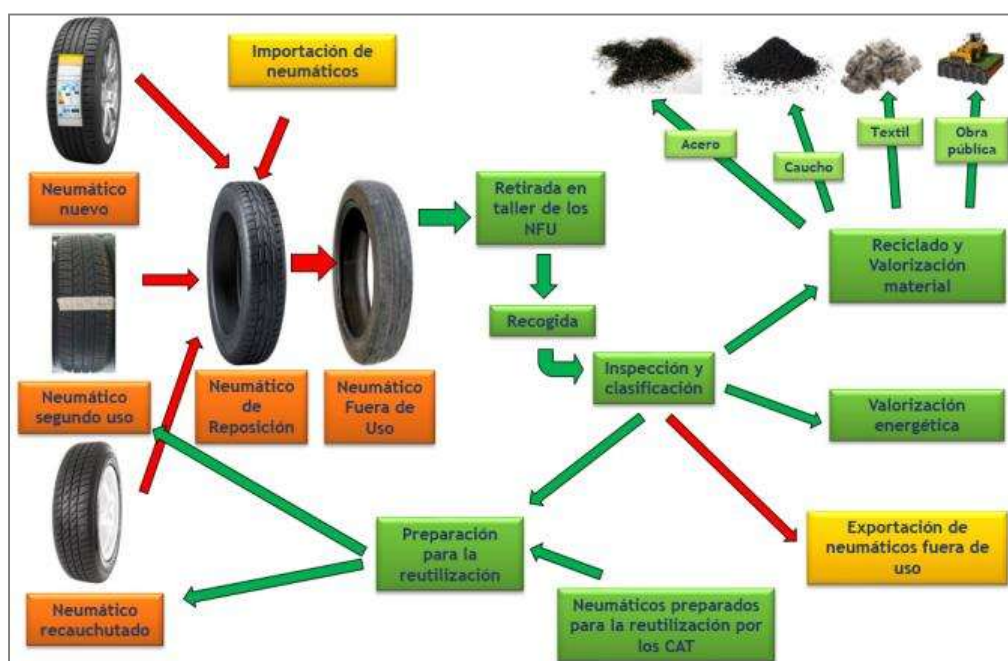 Importación de
neumáticos
Neumático
nuevo
Acero
Caucho
Textil
Obra
pública
Retirada en
taller de los
NFU
Reciclado y
Valorización
material
Recogida
Inspección y
clasificación
Neumático
segundo uso
Neumático
de
Reposición
Neumático
Fuera de
Uso
Valorización
energética
Preparación
para la
reutilización
Exportación de
neumáticos fuera de
uso
Neumático
recauchutado
Neumáticos preparados
para la reutilización por
los CAT